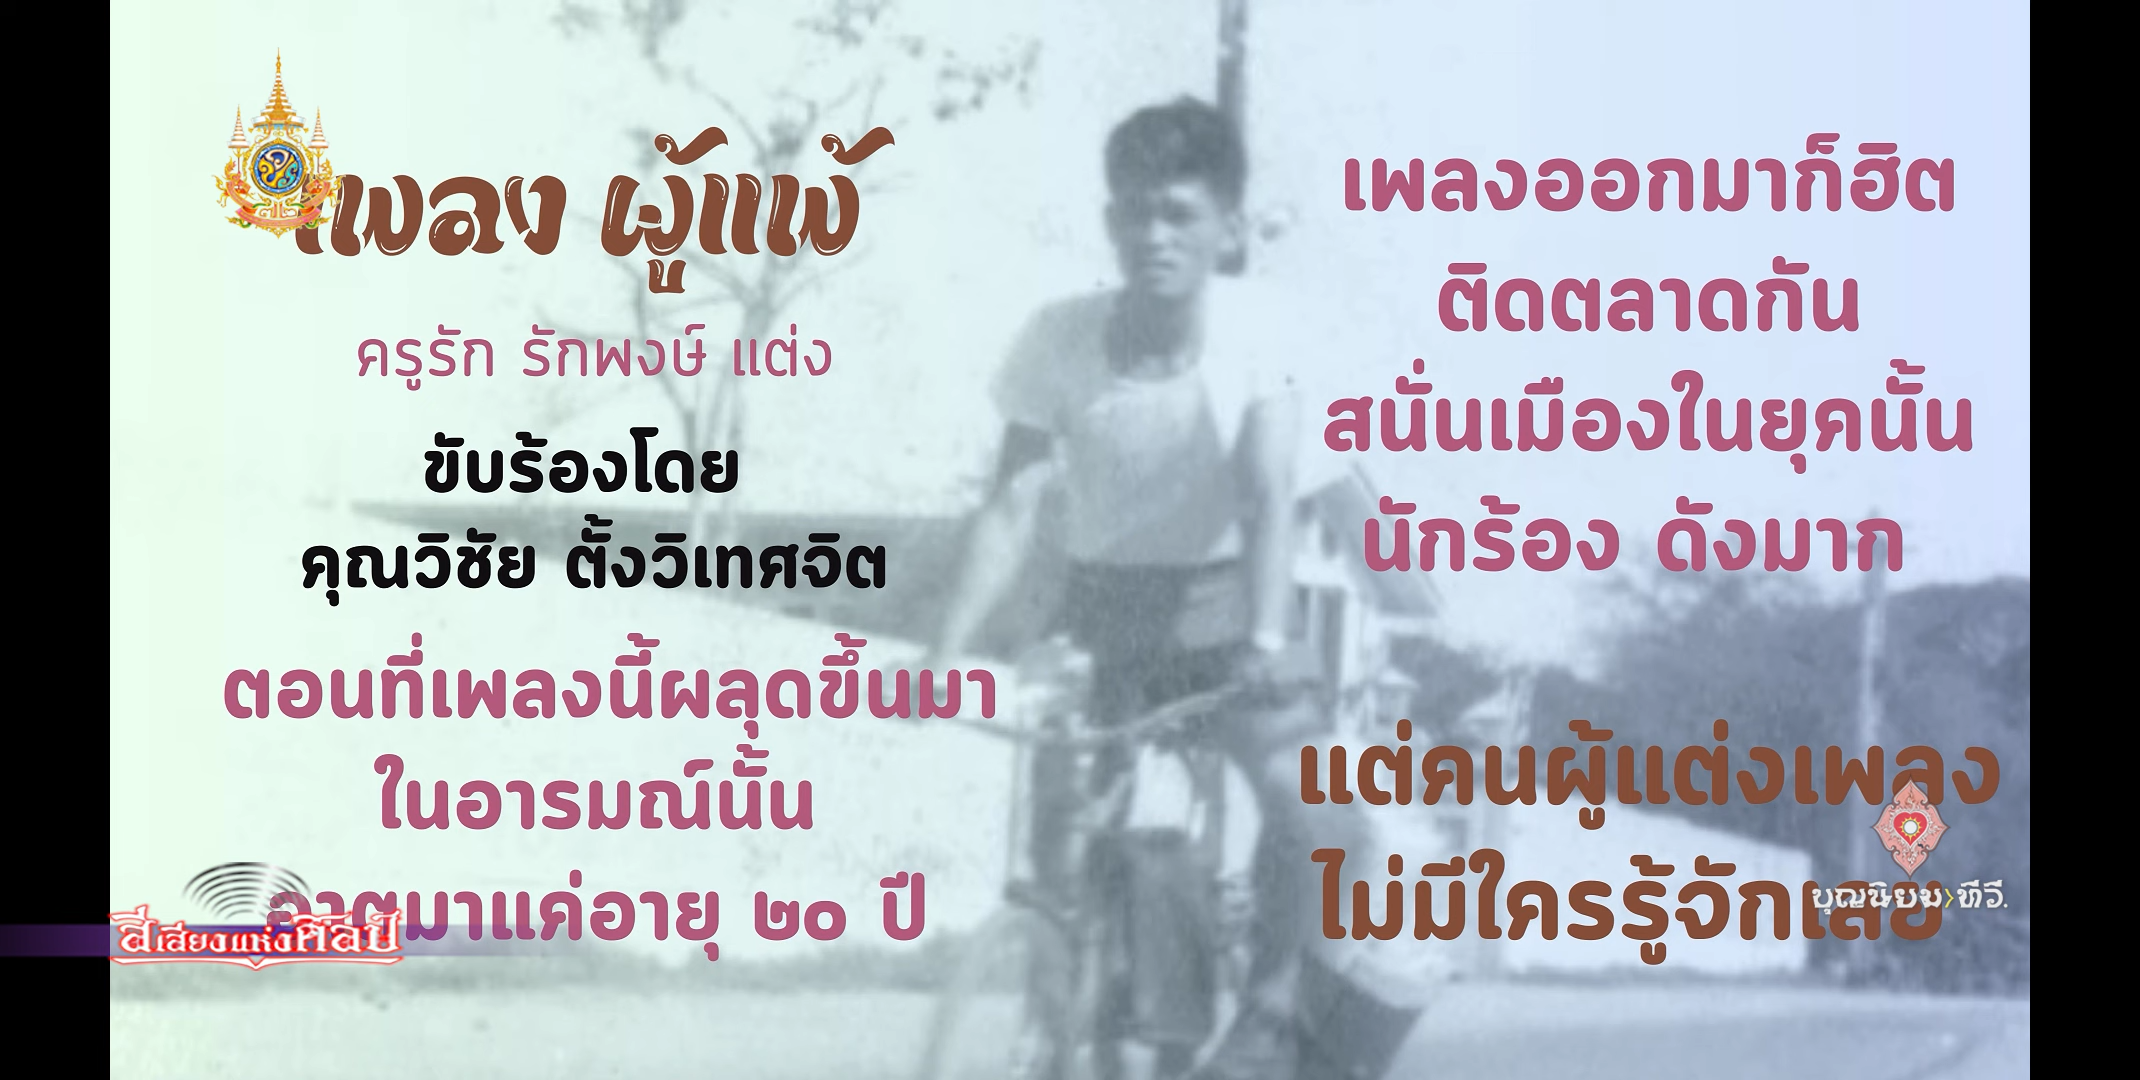 เพลง ผู้แพ้
ครูรัก รักพงษ์ แต่ง
ขับร้องโดย
คุณวิชัย ตั้งวิเทศจิต
ตอนที่เพลงนี้ผลุดขึ้นมา
ในอารมณ์นั้น
อาตมาแค่อายุ ๒๐ ปี
สีเสียงแห่งศิลป์
เพลงออกมาก็ฮิต
ติดตลาดกัน
สนั่นเมืองในยุคนั้น
นักร้อง ดังมาก
แต่คนผู้แต่งเพลง
ไม่มีใครรู้จักเลย
บุญนิยม>ทีวี.